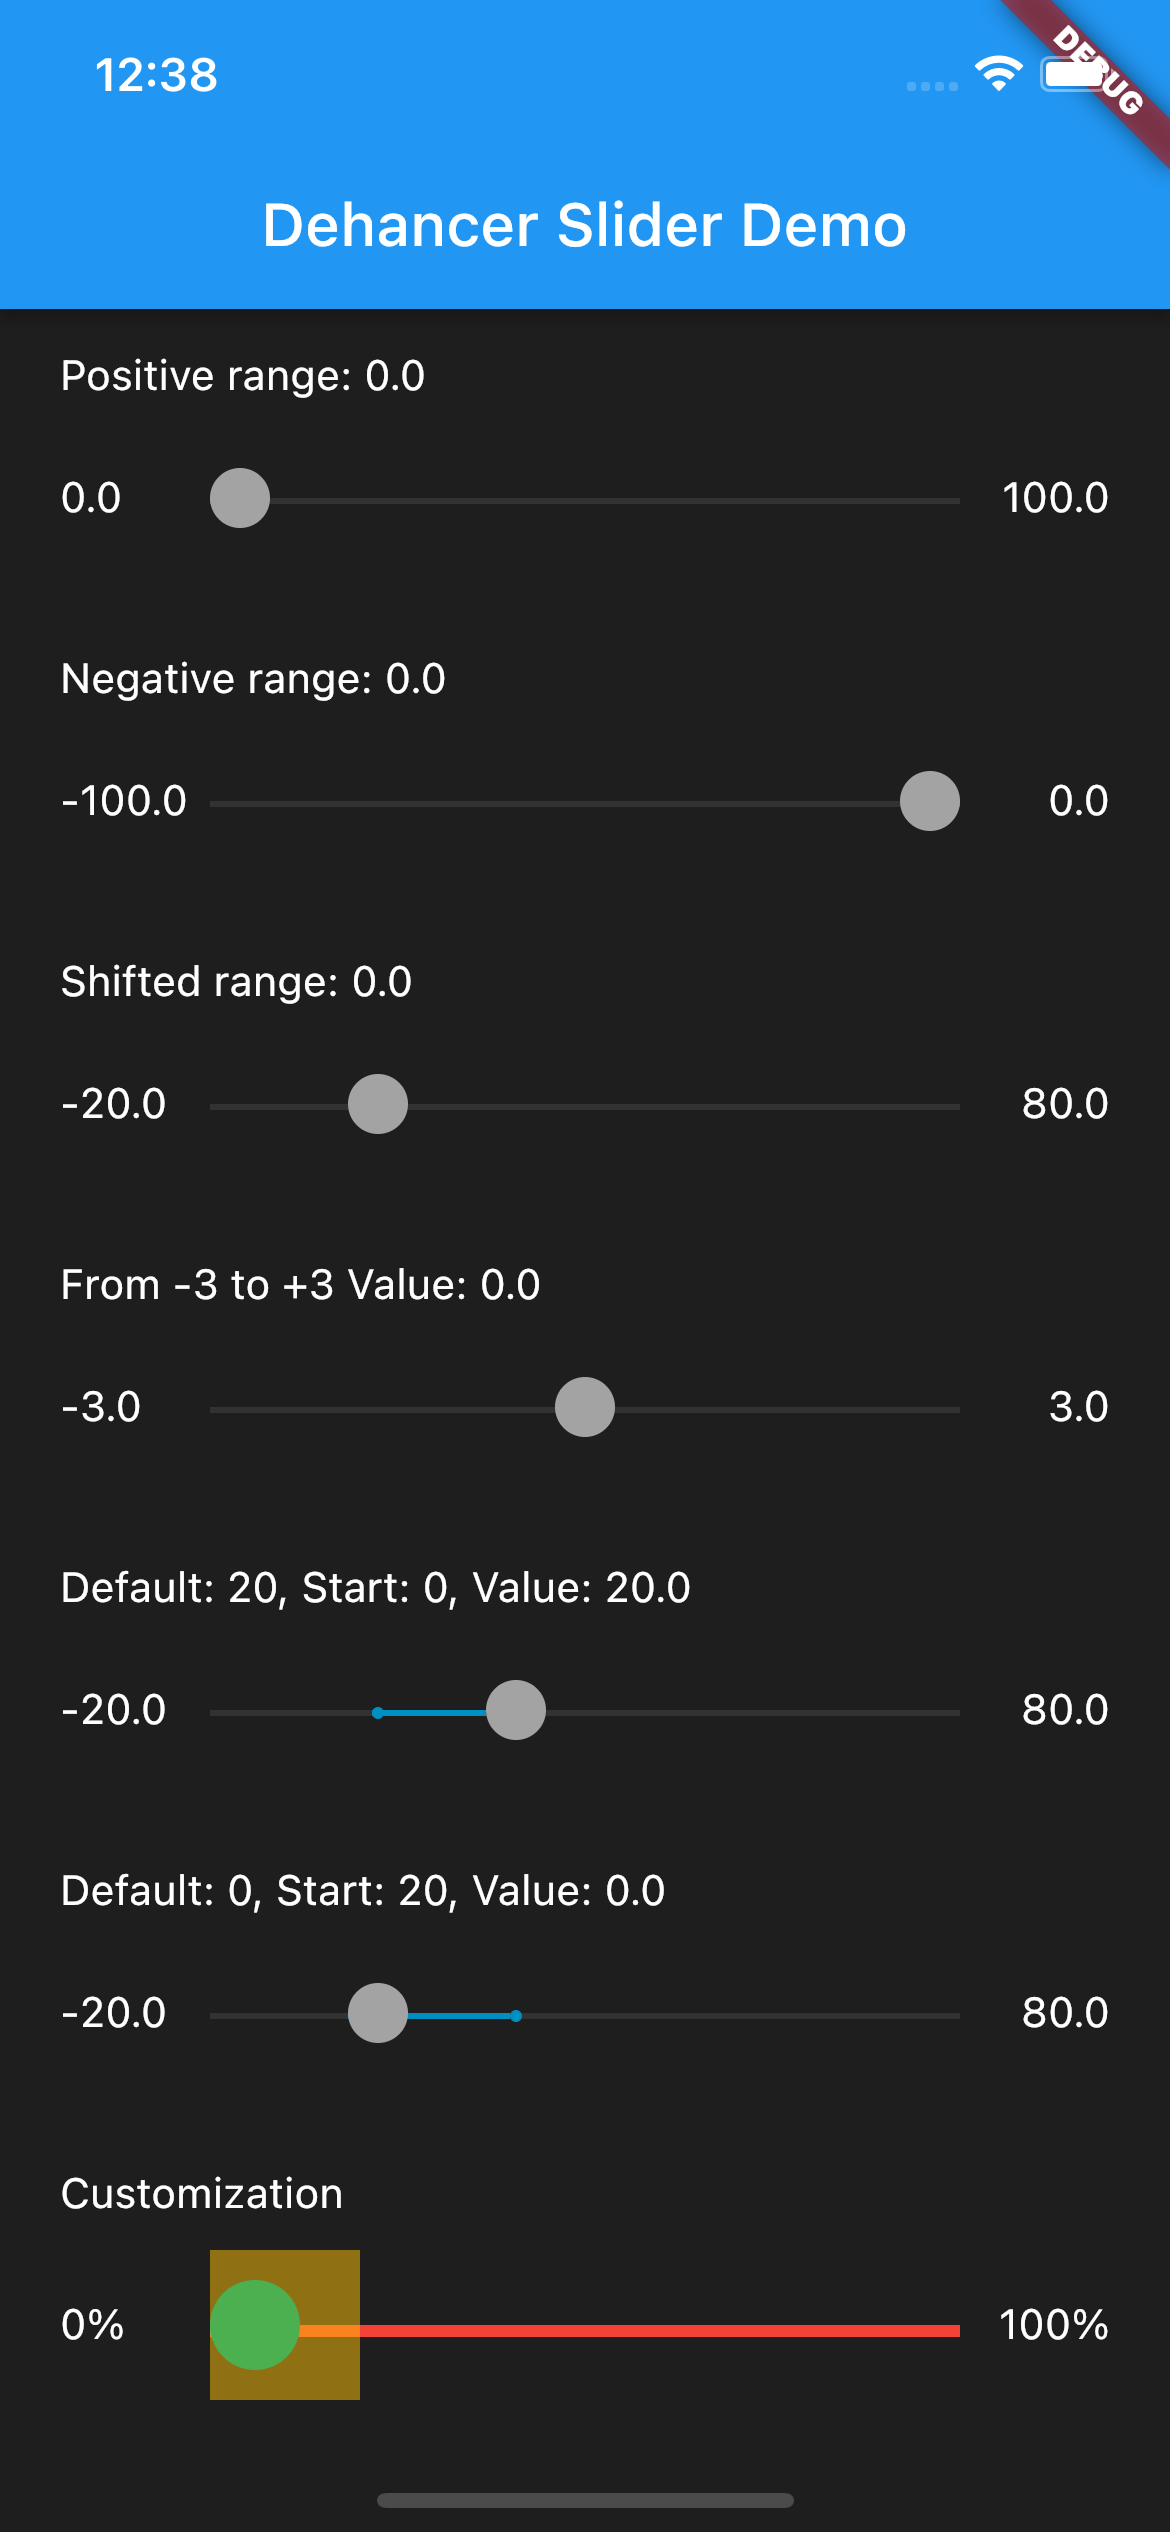 12:38
DEBUG
Dehancer Slider Demo
Positive range: 0.0
0.0 100.0
Negative range: 0.0
-100.0 0.0
Shifted range: 0.0
-20.0 80.0
From -3 to +3 Value: 0.0
-3.0 3.0
Default: 20, Start: 0, Value: 20.0
-20.0 80.0
Default: 0, Start: 20, Value: 0.0
-20.0 80.0
Customization
0% 100%